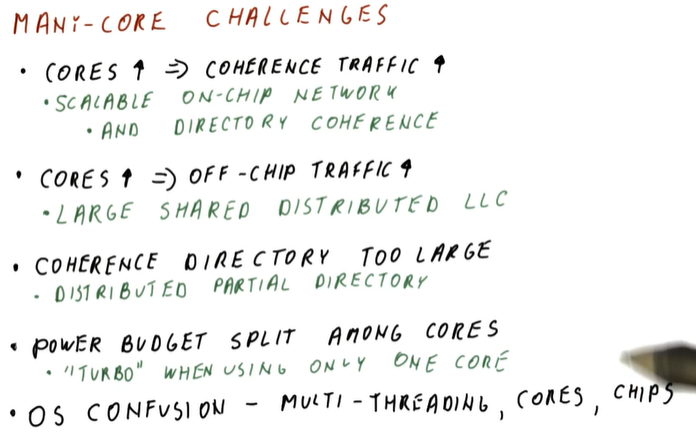 MANY-CORE CHALLENGES
• CORES ↑ ⇒ COHERENCE TRAFFIC ↑
• SCALABLE ON-CHIP NETWORK
• AND DIRECTORY COHERENCE
• CORES ↑ ⇒ OFF-CHIP TRAFFIC ↑
• LARGE SHARED DISTRIBUTED LLC
• COHERENCE DIRECTORY TOO LARGE
• DISTRIBUTED PARTIAL DIRECTORY
• POWER BUDGET SPLIT AMONG CORES
• "TURBO" WHEN USING ONLY ONE CORE
• OS CONFUSION - MULTI-THREADING, CORES, CHIPS